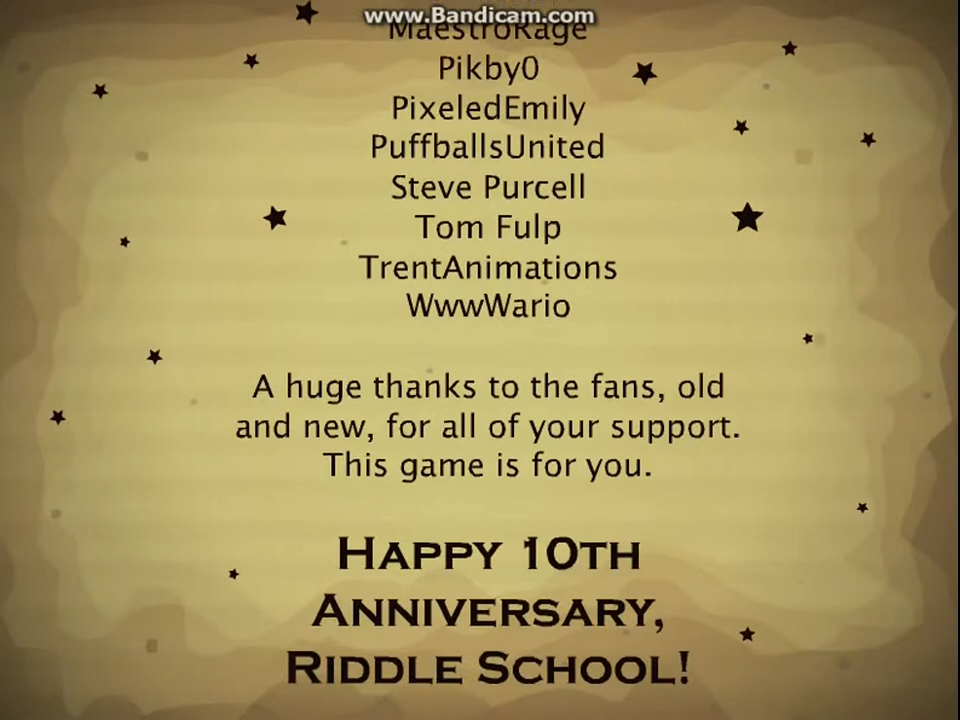 www.Bandicam.com
MaestroRage
Pikby0
PixeledEmily
PuffballsUnited
Steve Purcell
Tom Fulp
TrentAnimations
WwwWario
A huge thanks to the fans, old
and new, for all of your support.
This game is for you.
HAPPY 10TH
ANNIVERSARY,
RIDDLE SCHOOL!